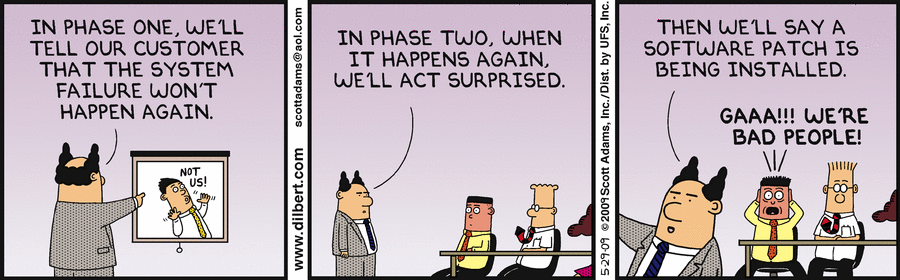 IN PHASE ONE, WE'LL
TELL OUR CUSTOMER
THAT THE SYSTEM
FAILURE WON'T
HAPPEN AGAIN.
NOT
US!
www.dilbert.com scottadams@aol.com
IN PHASE TWO, WHEN
IT HAPPENS AGAIN,
WE'LL ACT SURPRISED.
5-29-09 © 2009 Scott Adams, Inc./Dist. by UFS, Inc.
THEN WE'LL SAY A
SOFTWARE PATCH IS
BEING INSTALLED.
GAAA!!! WE'RE
BAD PEOPLE!